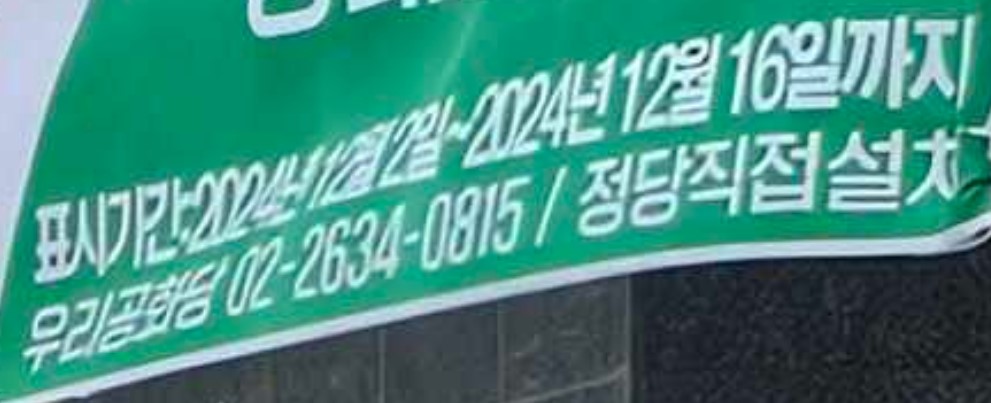 표시기간:2024년 12월 2일~2024년 12월 16일까지
우리공화당 02-2634-0815 / 정당직접설치